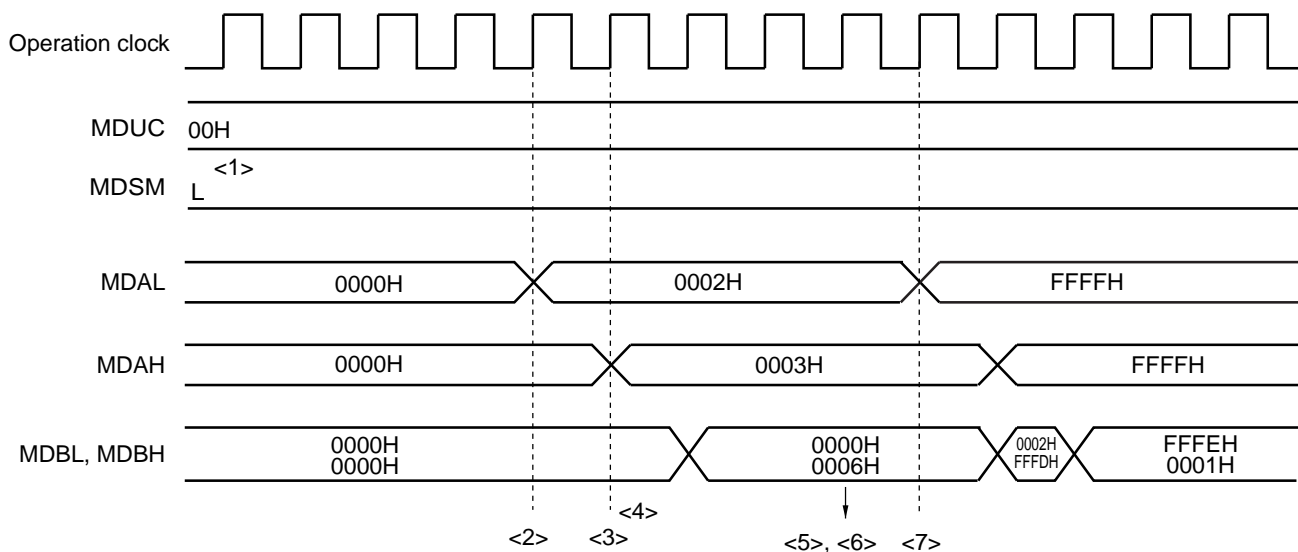 Operation clock
MDUC 00H
<1>
MDSM L
MDAL 0000H 0002H FFFFH
MDAH 0000H 0003H FFFFH
MDBL, MDBH 0000H 0000H 0002H FFFEH
0000H 0006H FFFDH 0001H
<4>
<2> <3> <5>, <6> <7>